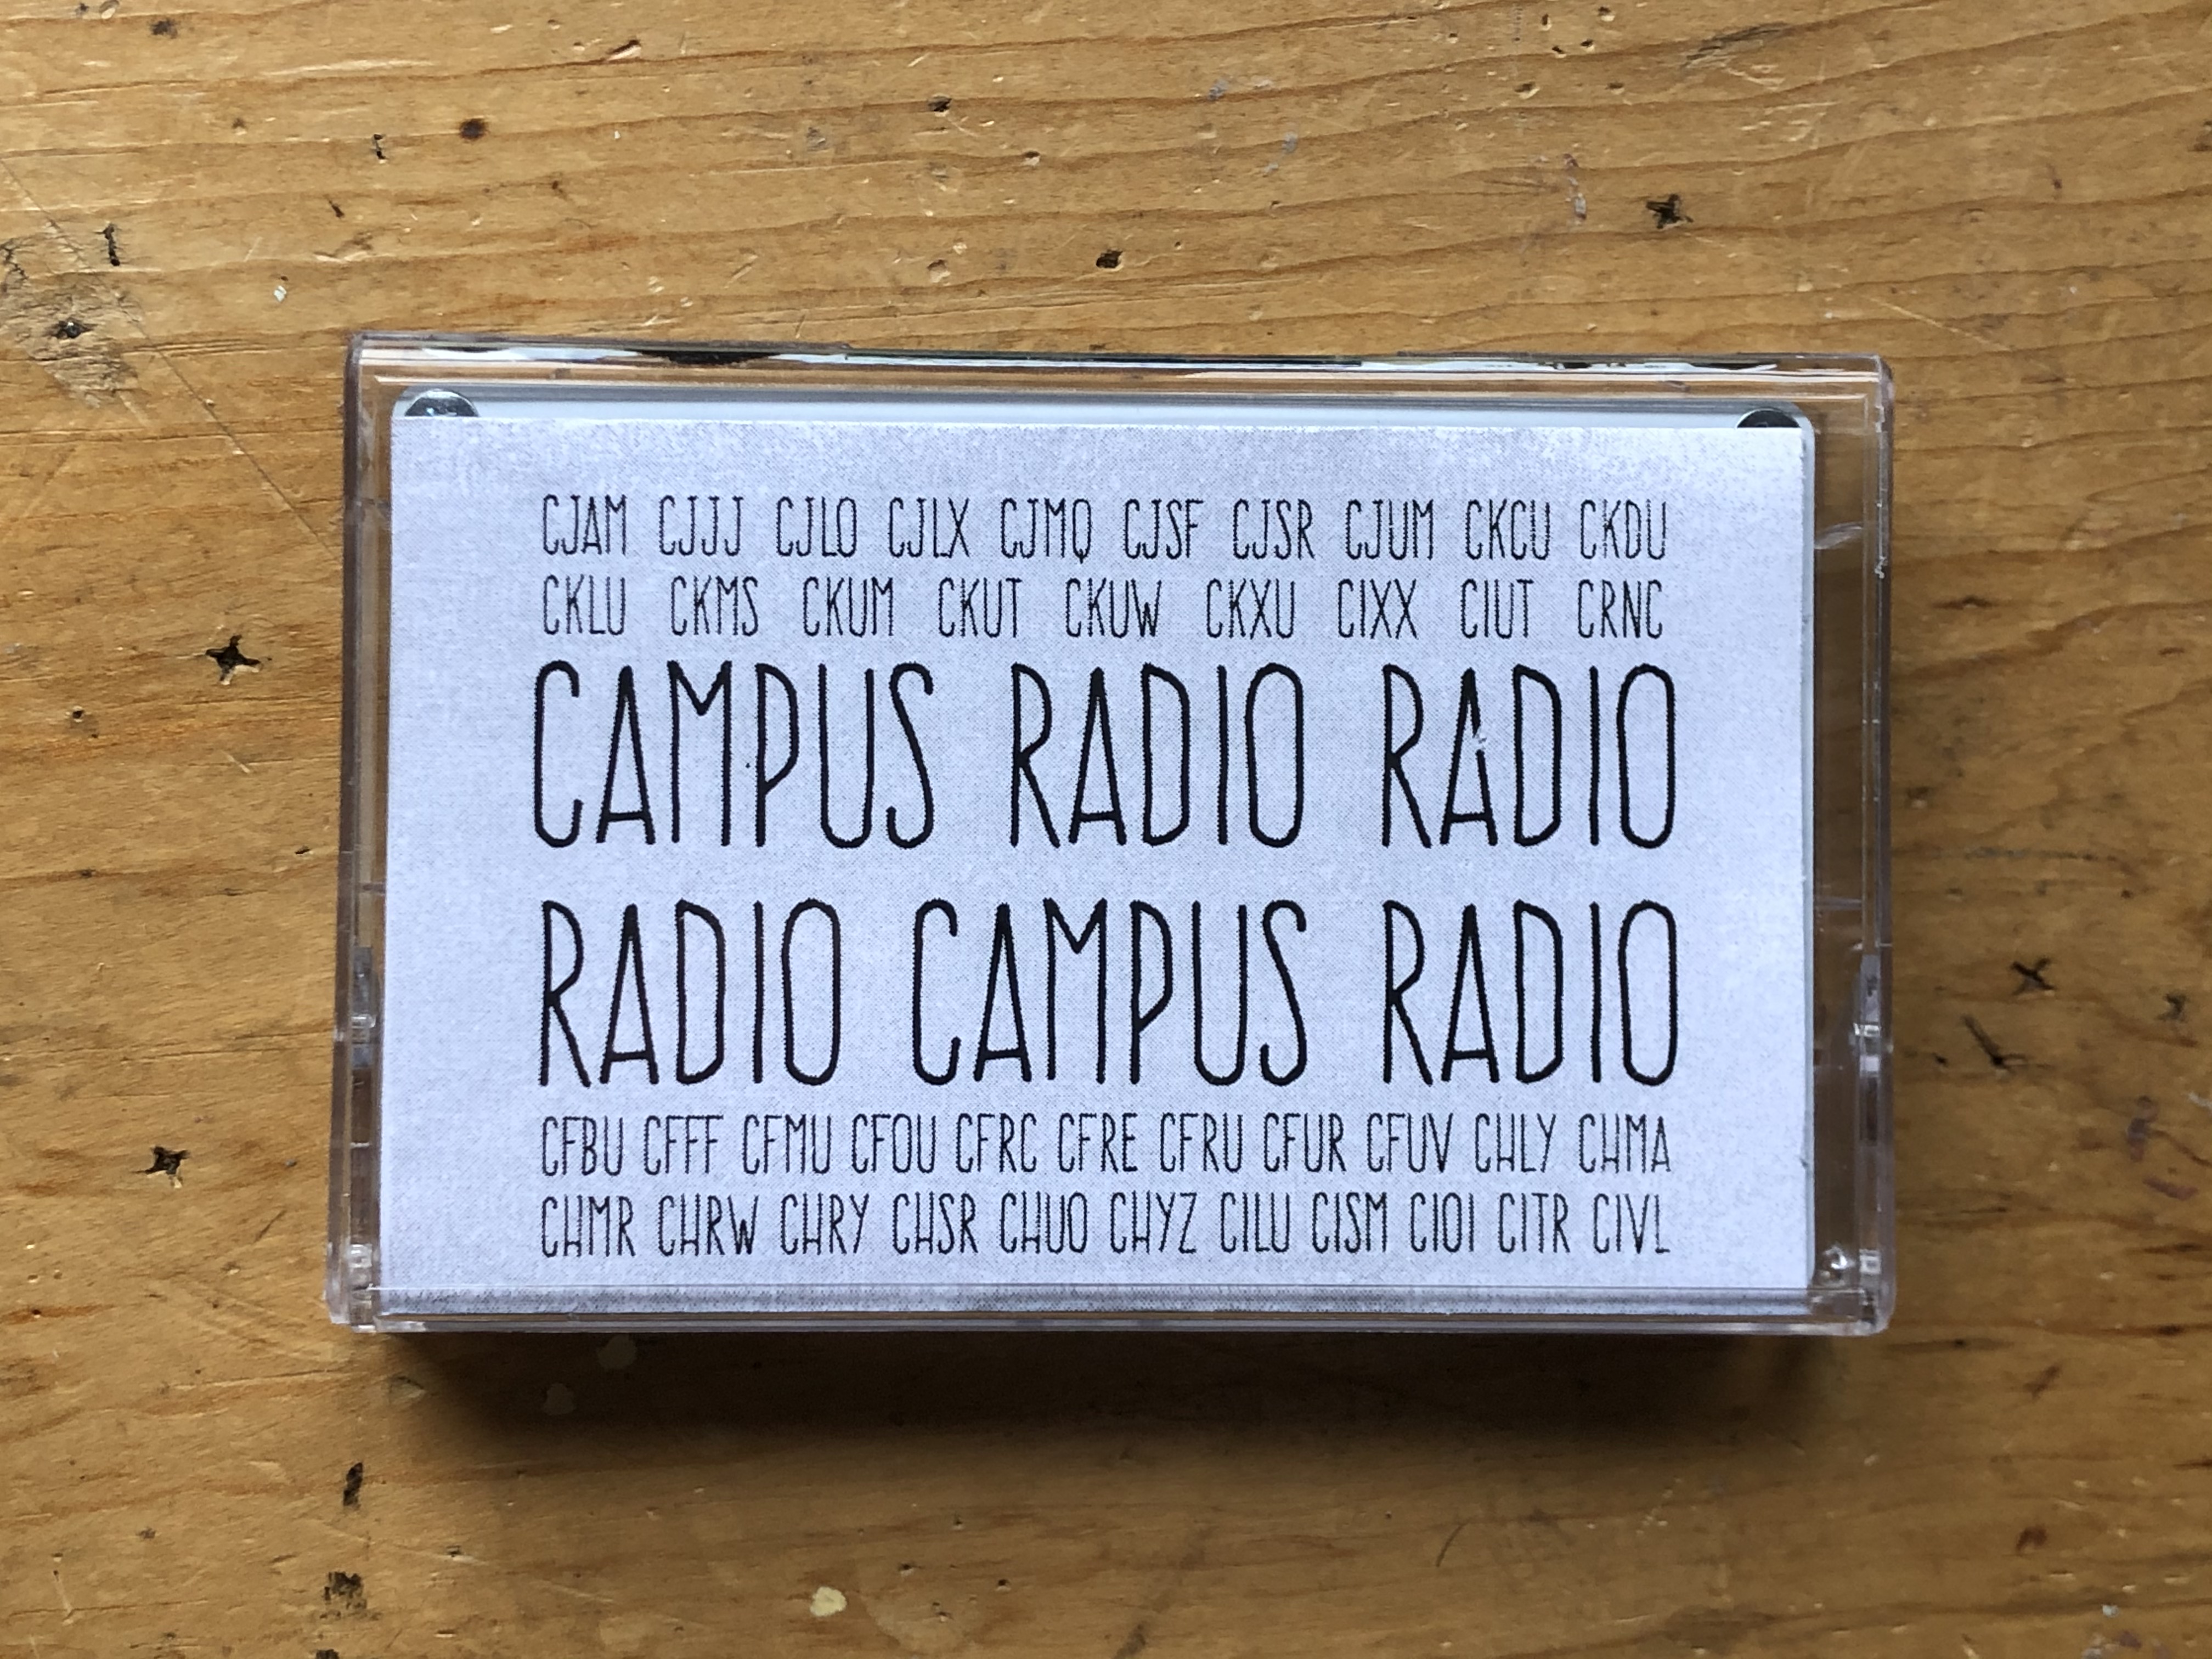 CJAM CJJJ CJLO CJLX CJMQ CJSF CJSR CJUM CKCU CKDU
CKLU CKMS CKUM CKUT CKUW CKXU CIXX CIUT CRNC
CAMPUS RADIO RADIO
RADIO CAMPUS RADIO
CFBU CFFF CFMU CFOU CFRC CFRE CFRU CFUR CFUV CHLY CHMA
CHMR CHRW CHRY CHSR CHUO CHYZ CILU CISM CIOI CITR CIVL